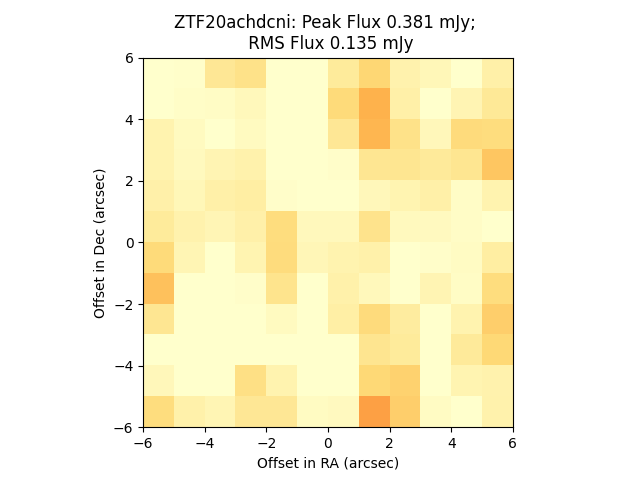 ZTF20achdcni: Peak Flux 0.381 mJy;
RMS Flux 0.135 mJy
6
4
2
0
−2
−4
−6
Offset in Dec (arcsec)
−6 −4 −2 0 2 4 6
Offset in RA (arcsec)